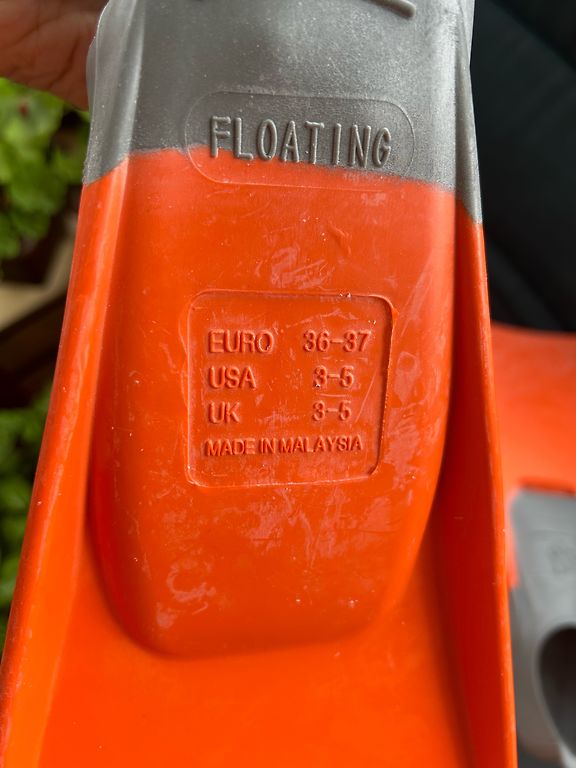 FLOATING
EURO 36-37
USA 3-5
UK 3-5
MADE IN MALAYSIA